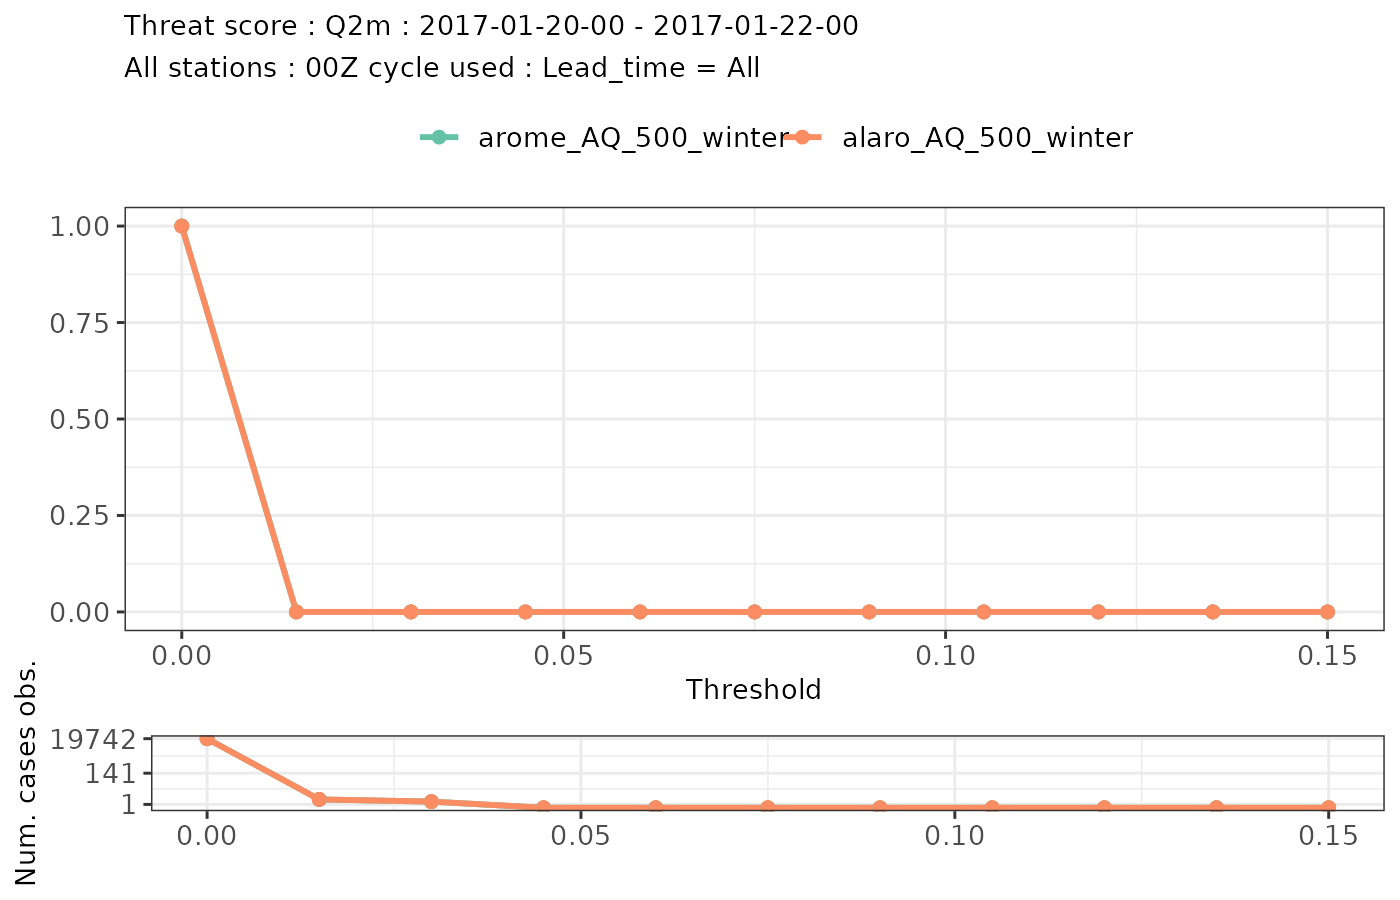 Threat score : Q2m : 2017-01-20-00 - 2017-01-22-00
All stations : 00Z cycle used : Lead_time = All
arome_AQ_500_winter alaro_AQ_500_winter
1.00
0.75
0.50
0.25
0.00
0.00 0.05 0.10 0.15
Threshold
Num. cases obs.
19742
141
1
0.00 0.05 0.10 0.15